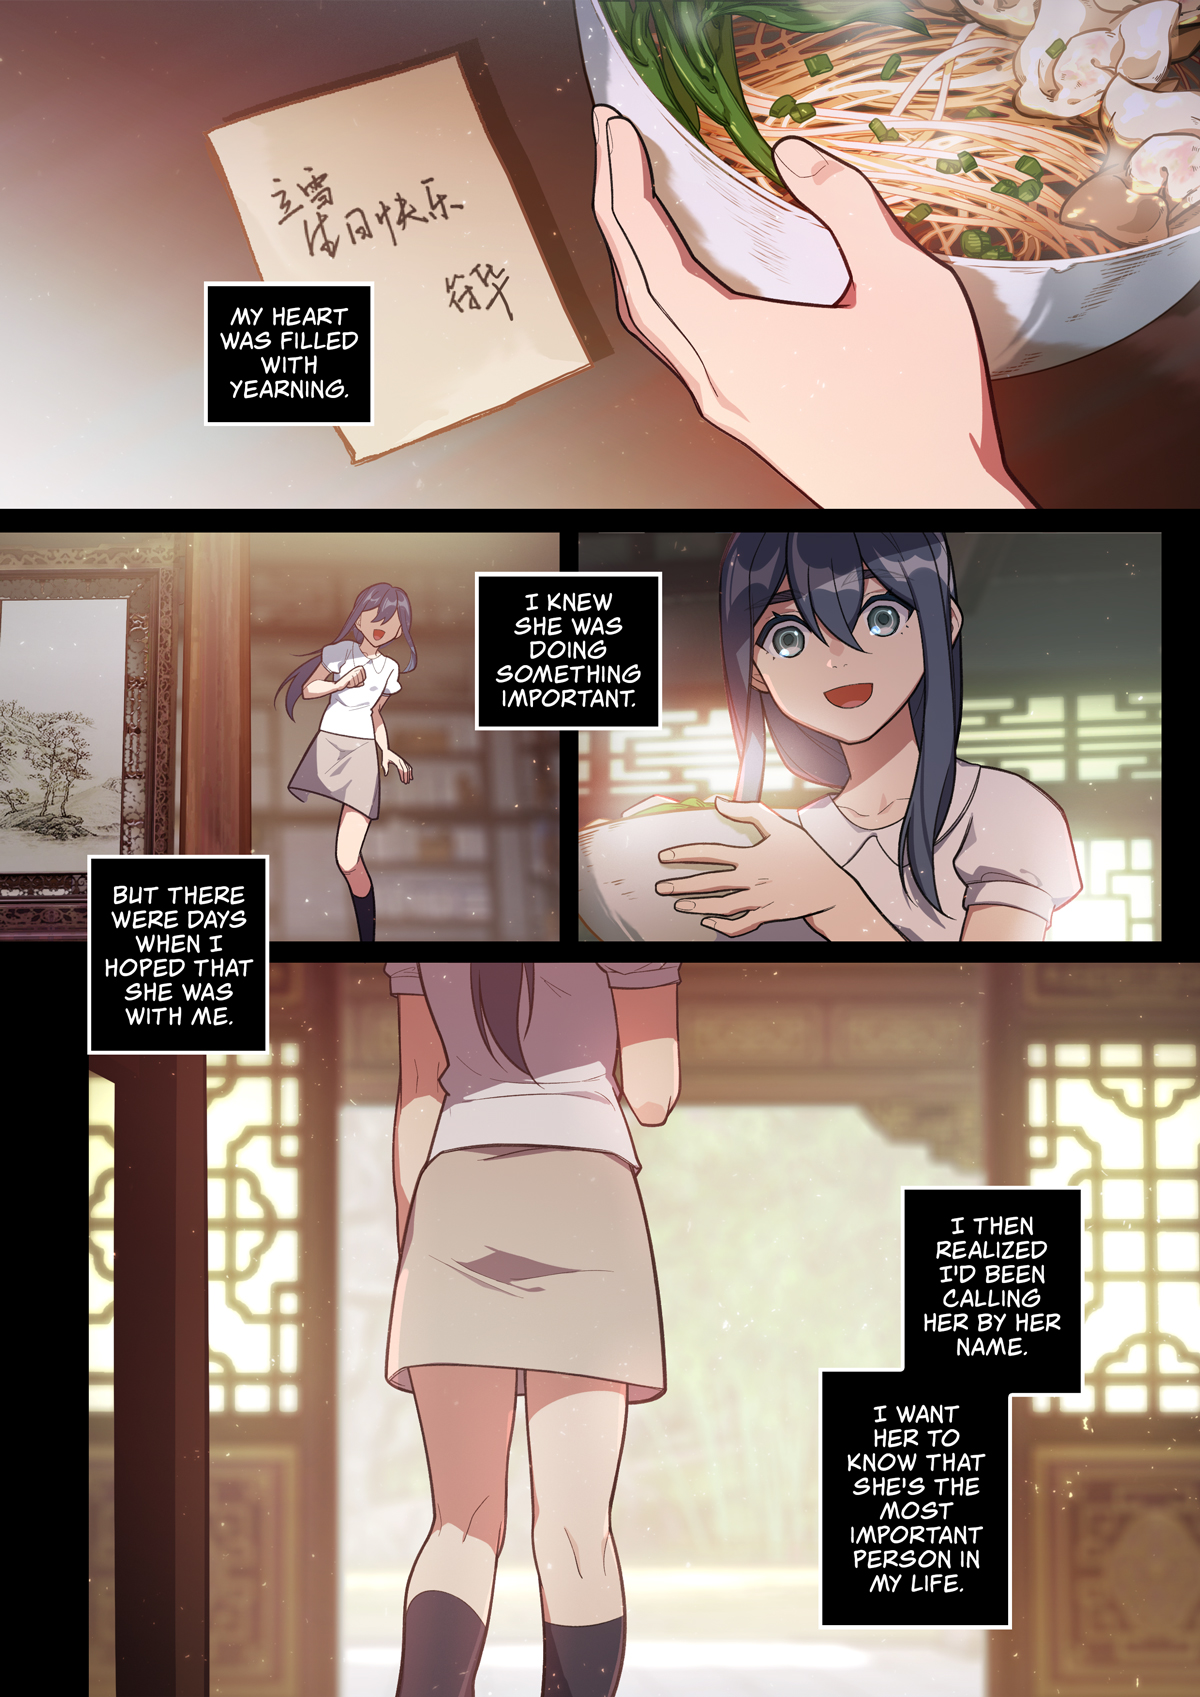 立雪
生日快乐
符华
MY HEART
WAS FILLED
WITH
YEARNING.
I KNEW
SHE WAS
DOING
SOMETHING
IMPORTANT.
BUT THERE
WERE DAYS
WHEN I
HOPED THAT
SHE WAS
WITH ME.
I THEN
REALIZED
I'D BEEN
CALLING
HER BY HER
NAME.
I WANT
HER TO
KNOW THAT
SHE'S THE
MOST
IMPORTANT
PERSON IN
MY LIFE.